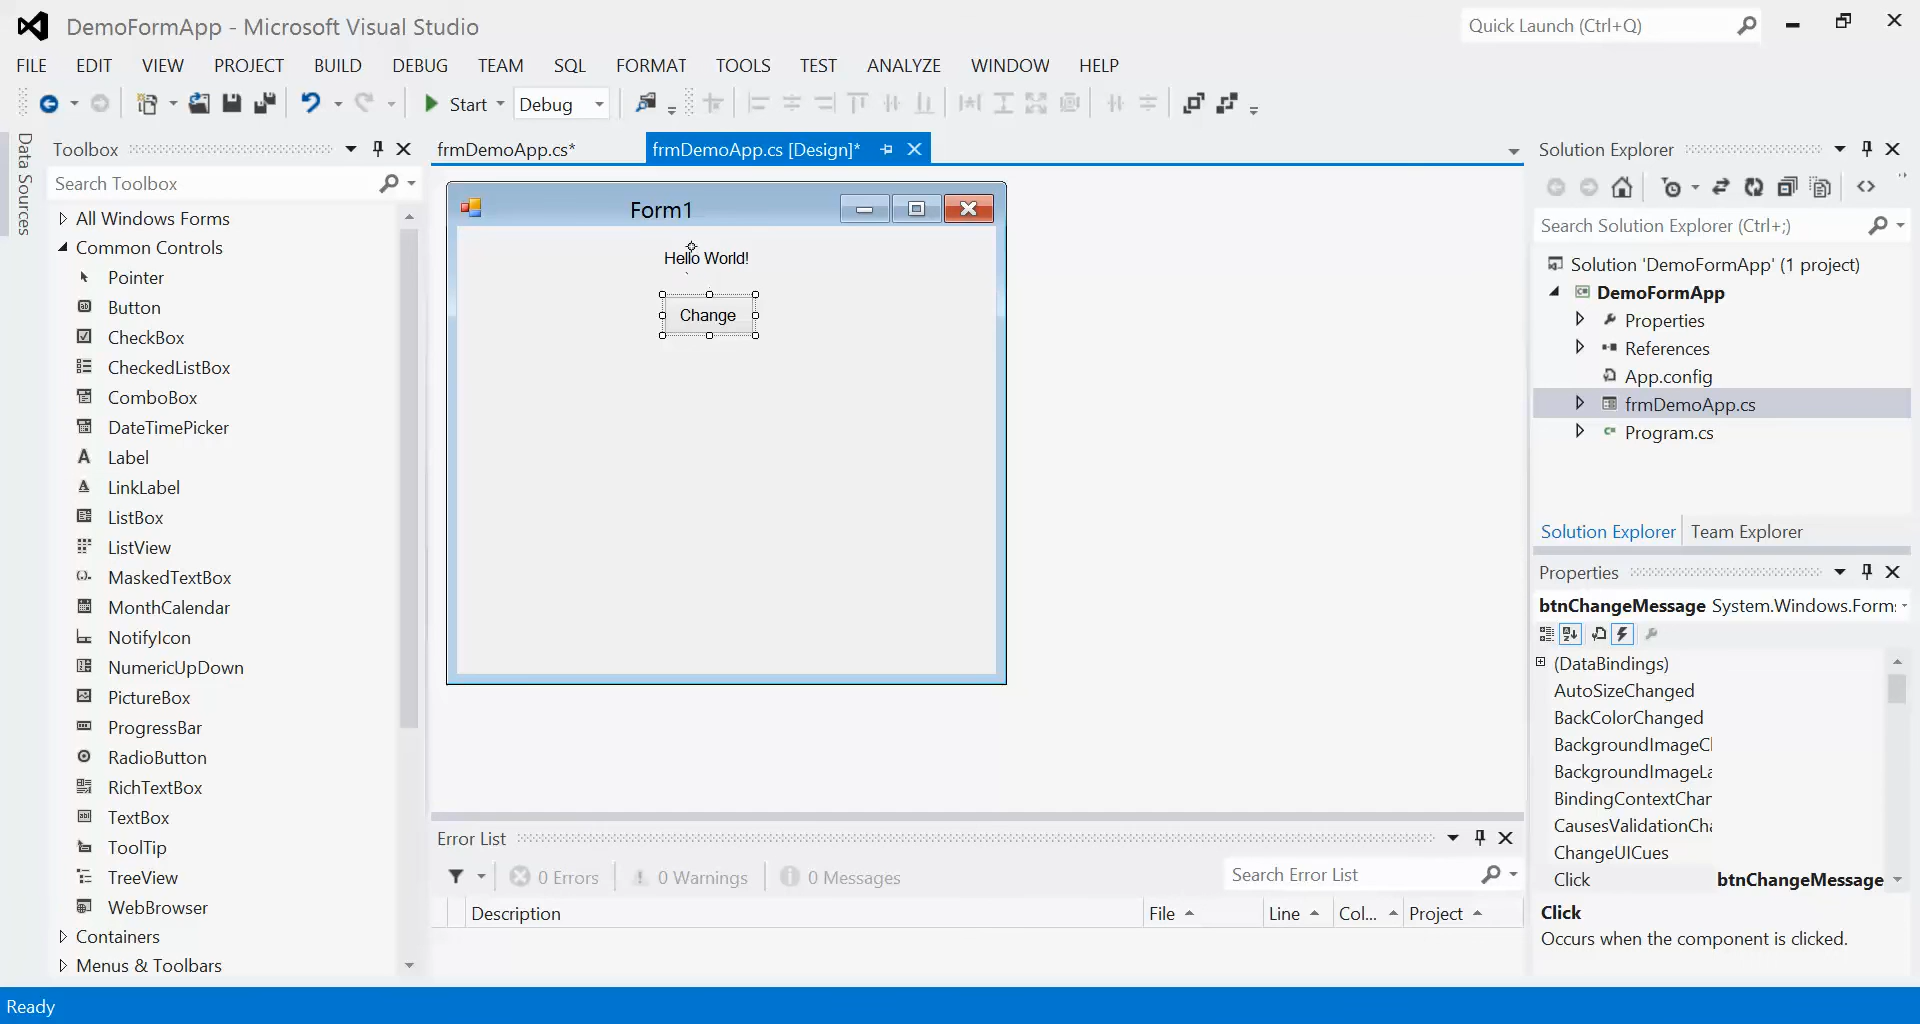 DemoFormApp - Microsoft Visual Studio
Quick Launch (Ctrl+Q)
FILE EDIT VIEW PROJECT BUILD DEBUG TEAM SQL FORMAT TOOLS TEST ANALYZE WINDOW HELP
Start Debug
Data Sources
Toolbox
Search Toolbox
All Windows Forms
Common Controls
Pointer
Button
CheckBox
CheckedListBox
ComboBox
DateTimePicker
Label
LinkLabel
ListBox
ListView
MaskedTextBox
MonthCalendar
NotifyIcon
NumericUpDown
PictureBox
ProgressBar
RadioButton
RichTextBox
TextBox
ToolTip
TreeView
WebBrowser
Containers
Menus & Toolbars
frmDemoApp.cs* frmDemoApp.cs [Design]*
Form1
Hello World!
Change
Error List
0 Errors 0 Warnings 0 Messages
Search Error List
Description File Line Col... Project
Solution Explorer
Search Solution Explorer (Ctrl+;)
Solution 'DemoFormApp' (1 project)
DemoFormApp
Properties
References
App.config
frmDemoApp.cs
Program.cs
Solution Explorer Team Explorer
Properties
btnChangeMessage System.Windows.Form
(DataBindings)
AutoSizeChanged
BackColorChanged
BackgroundImageC
BackgroundImageLa
BindingContextChar
CausesValidationCha
ChangeUICues
Click btnChangeMessage
Click
Occurs when the component is clicked.
Ready